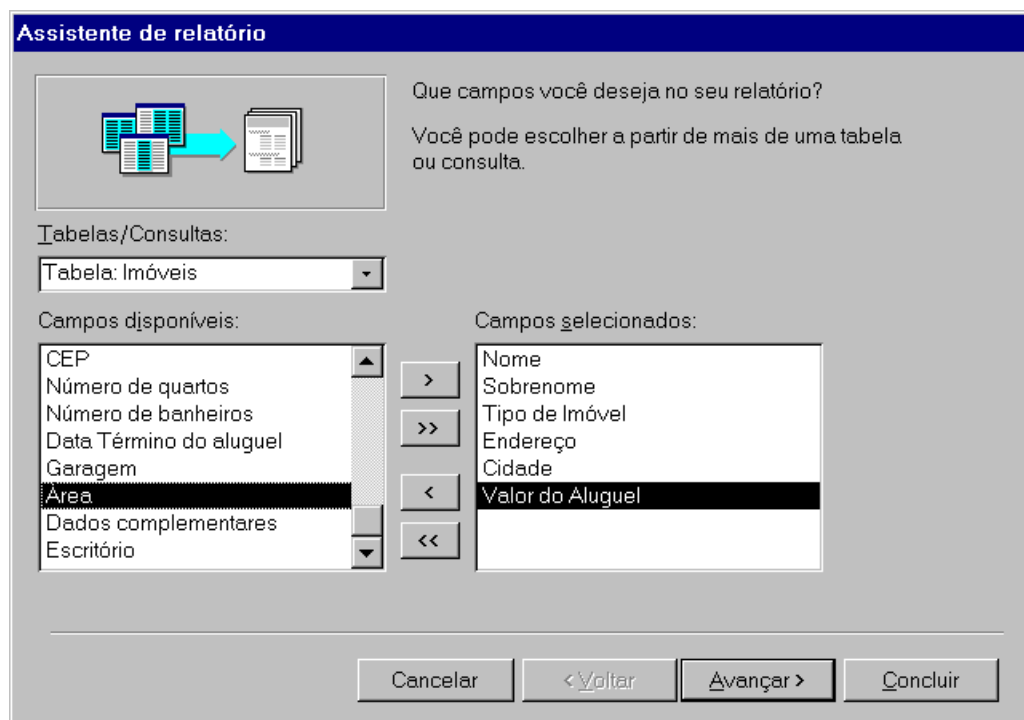 Assistente de relatório
Que campos você deseja no seu relatório?
Você pode escolher a partir de mais de uma tabela
ou consulta.
Tabelas/Consultas:
Tabela: Imóveis
Campos disponíveis:
CEP
Número de quartos
Número de banheiros
Data Término do aluguel
Garagem
Área
Dados complementares
Escritório
>
>>
<
<<
Campos selecionados:
Nome
Sobrenome
Tipo de Imóvel
Endereço
Cidade
Valor do Aluguel
Cancelar
< Voltar
Avançar >
Concluir